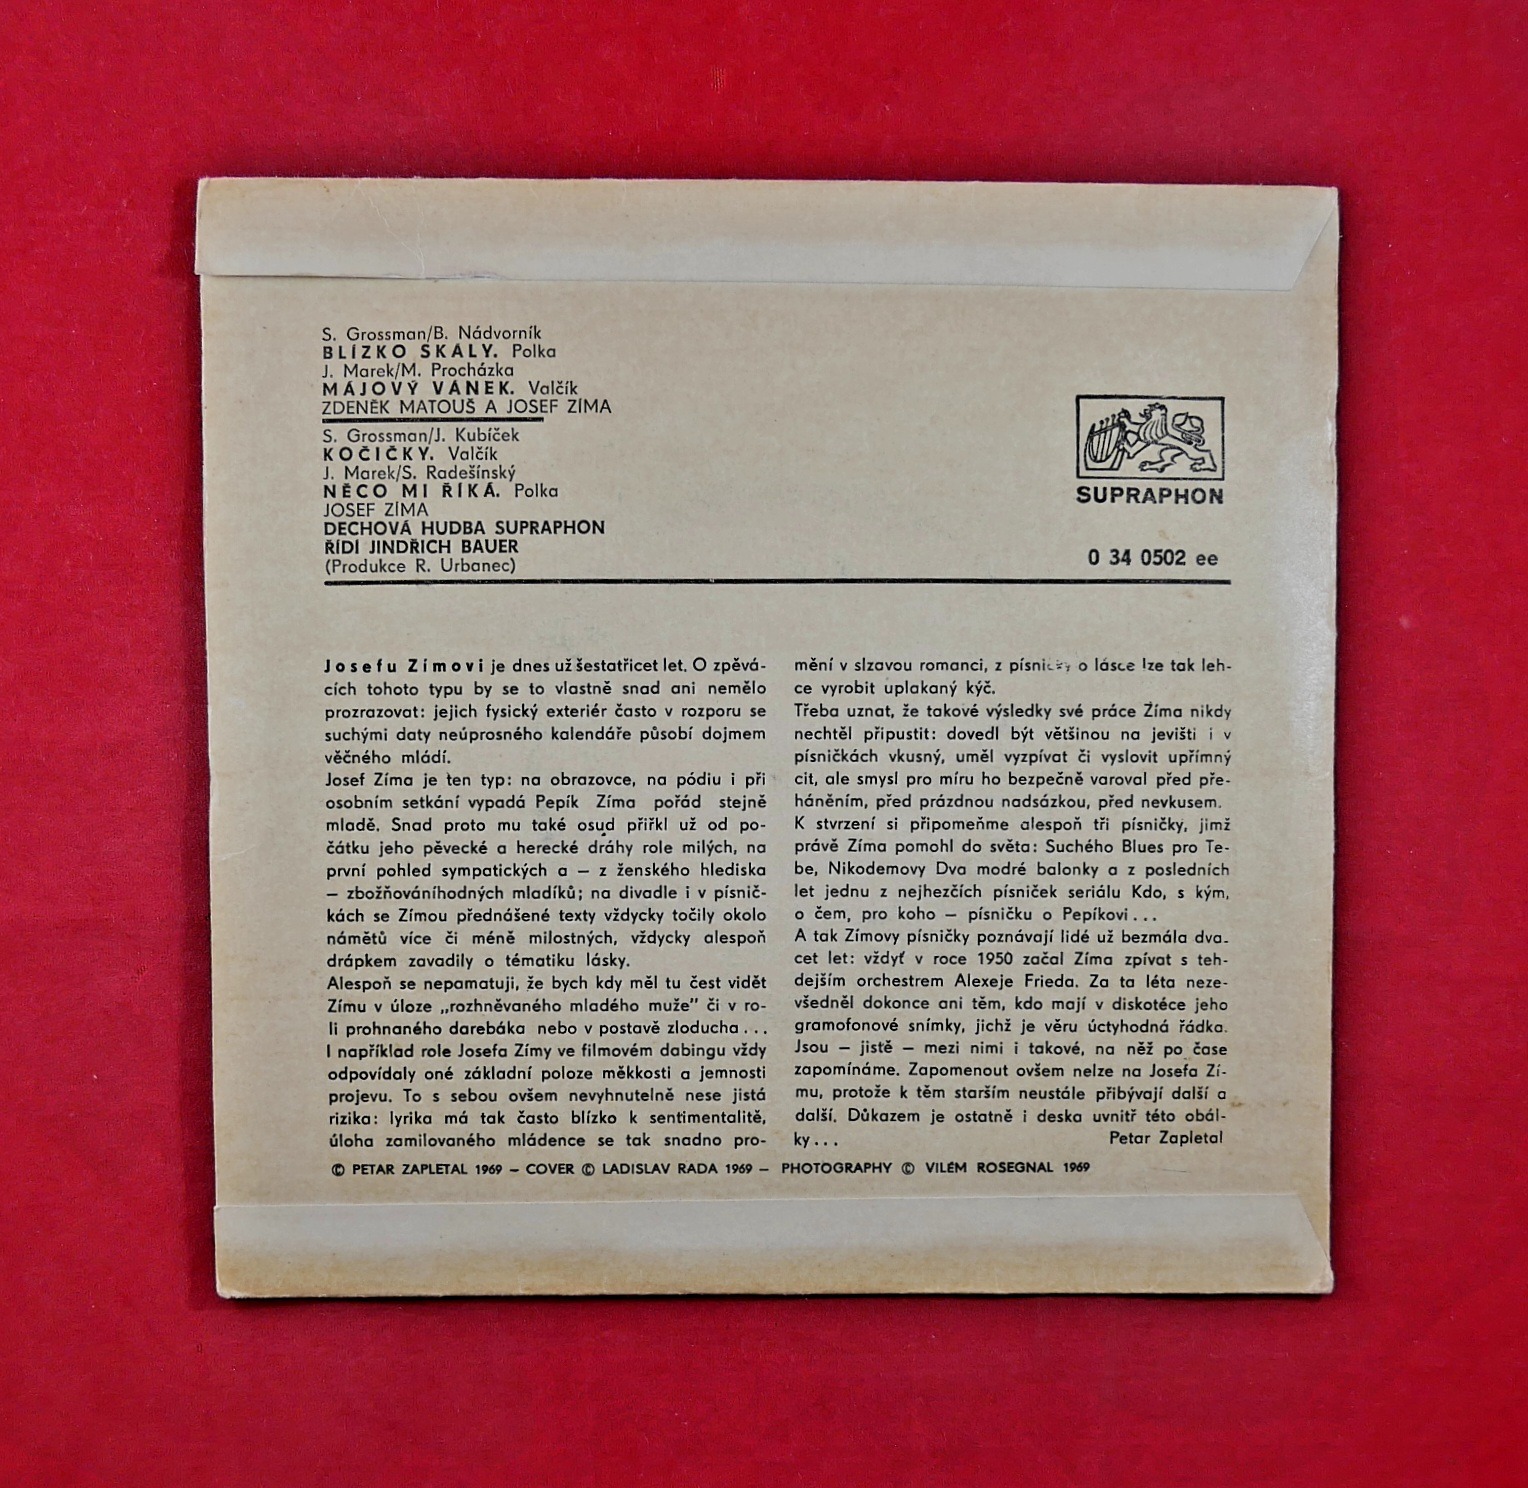 S. Grossman/B. Nádvorník
BLÍZKO SKÁLY. Polka
J. Marek/M. Procházka
MÁJOVÝ VÁNEK. Valčík
ZDENĚK MATOUŠ A JOSEF ZÍMA
S. Grossman/J. Kubíček
KOČIČKY. Valčík
J. Marek/S. Radešínský
NĚCO MI ŘÍKÁ. Polka
JOSEF ZÍMA
DECHOVÁ HUDBA SUPRAPHON
ŘÍDÍ JINDŘICH BAUER
(Produkce R. Urbanec)
SUPRAPHON
0 34 0502 ee
Josefu Zímovi je dnes už šestatřicet let. O zpěvá-
cích tohoto typu by se to vlastně snad ani nemělo
prozrazovat: jejich fysický exteriér často v rozporu se
suchými daty neúprosného kalendáře působí dojmem
věčného mládí.
Josef Zíma je ten typ: na obrazovce, na pódiu i při
osobním setkání vypadá Pepík Zíma pořád stejně
mladě. Snad proto mu také osud přiřkl už od po-
čátku jeho pěvecké a herecké dráhy role milých, na
první pohled sympatických a – z ženského hlediska
– zbožňováníhodných mladíků; na divadle i v písnič-
kách se Zímou přednášené texty vždycky točily okolo
námětů více či méně milostných, vždycky alespoň
drápkem zavadily o tématiku lásky.
Alespoň se nepamatuji, že bych kdy měl tu čest vidět
Zímu v úloze „rozhněvaného mladého muže" či v ro-
li prohnaného darebáka nebo v postavě zloducha...
I například role Josefa Zímy ve filmovém dabingu vždy
odpovídaly oné základní poloze měkkosti a jemnosti
projevu. To s sebou ovšem nevyhnutelně nese jistá
rizika: lyrika má tak často blízko k sentimentalitě,
úloha zamilovaného mládence se tak snadno pro-
mění v slzavou romanci, z o lásce lze tak leh-
ce vyrobit uplakaný kýč.
Třeba uznat, že takové výsledky své práce Zíma nikdy
nechtěl připustit: dovedl být většinou na jevišti i v
písničkách vkusný, uměl vyzpívat či vyslovit upřímný
cit, ale smysl pro míru ho bezpečně varoval před pře-
háněním, před prázdnou nadsázkou, před nevkusem.
K stvrzení si připomeňme alespoň tři písničky, jimž
právě Zíma pomohl do světa: Suchého Blues pro Te-
be, Nikodemovy Dva modré balonky a z posledních
let jednu z nejhezčích písniček seriálu Kdo, s kým,
o čem, pro koho – písničku o Pepíkovi...
A tak Zímovy písničky poznávají lidé už bezmála dva-
cet let: vždyť v roce 1950 začal Zíma zpívat s teh-
dejším orchestrem Alexeje Frieda. Za ta léta neze-
všedněl dokonce ani těm, kdo mají v diskotéce jeho
gramofonové snímky, jichž je věru úctyhodná řádka.
Jsou – jistě – mezi nimi i takové, na něž po čase
zapomínáme. Zapomenout ovšem nelze na Josefa Zí-
mu, protože k těm starším neustále přibývají další a
další. Důkazem je ostatně i deska uvnitř této obál-
ky... Petar Zapletal
© PETAR ZAPLETAL 1969 – COVER © LADISLAV RADA 1969 – PHOTOGRAPHY © VILÉM ROSEGNAL 1969